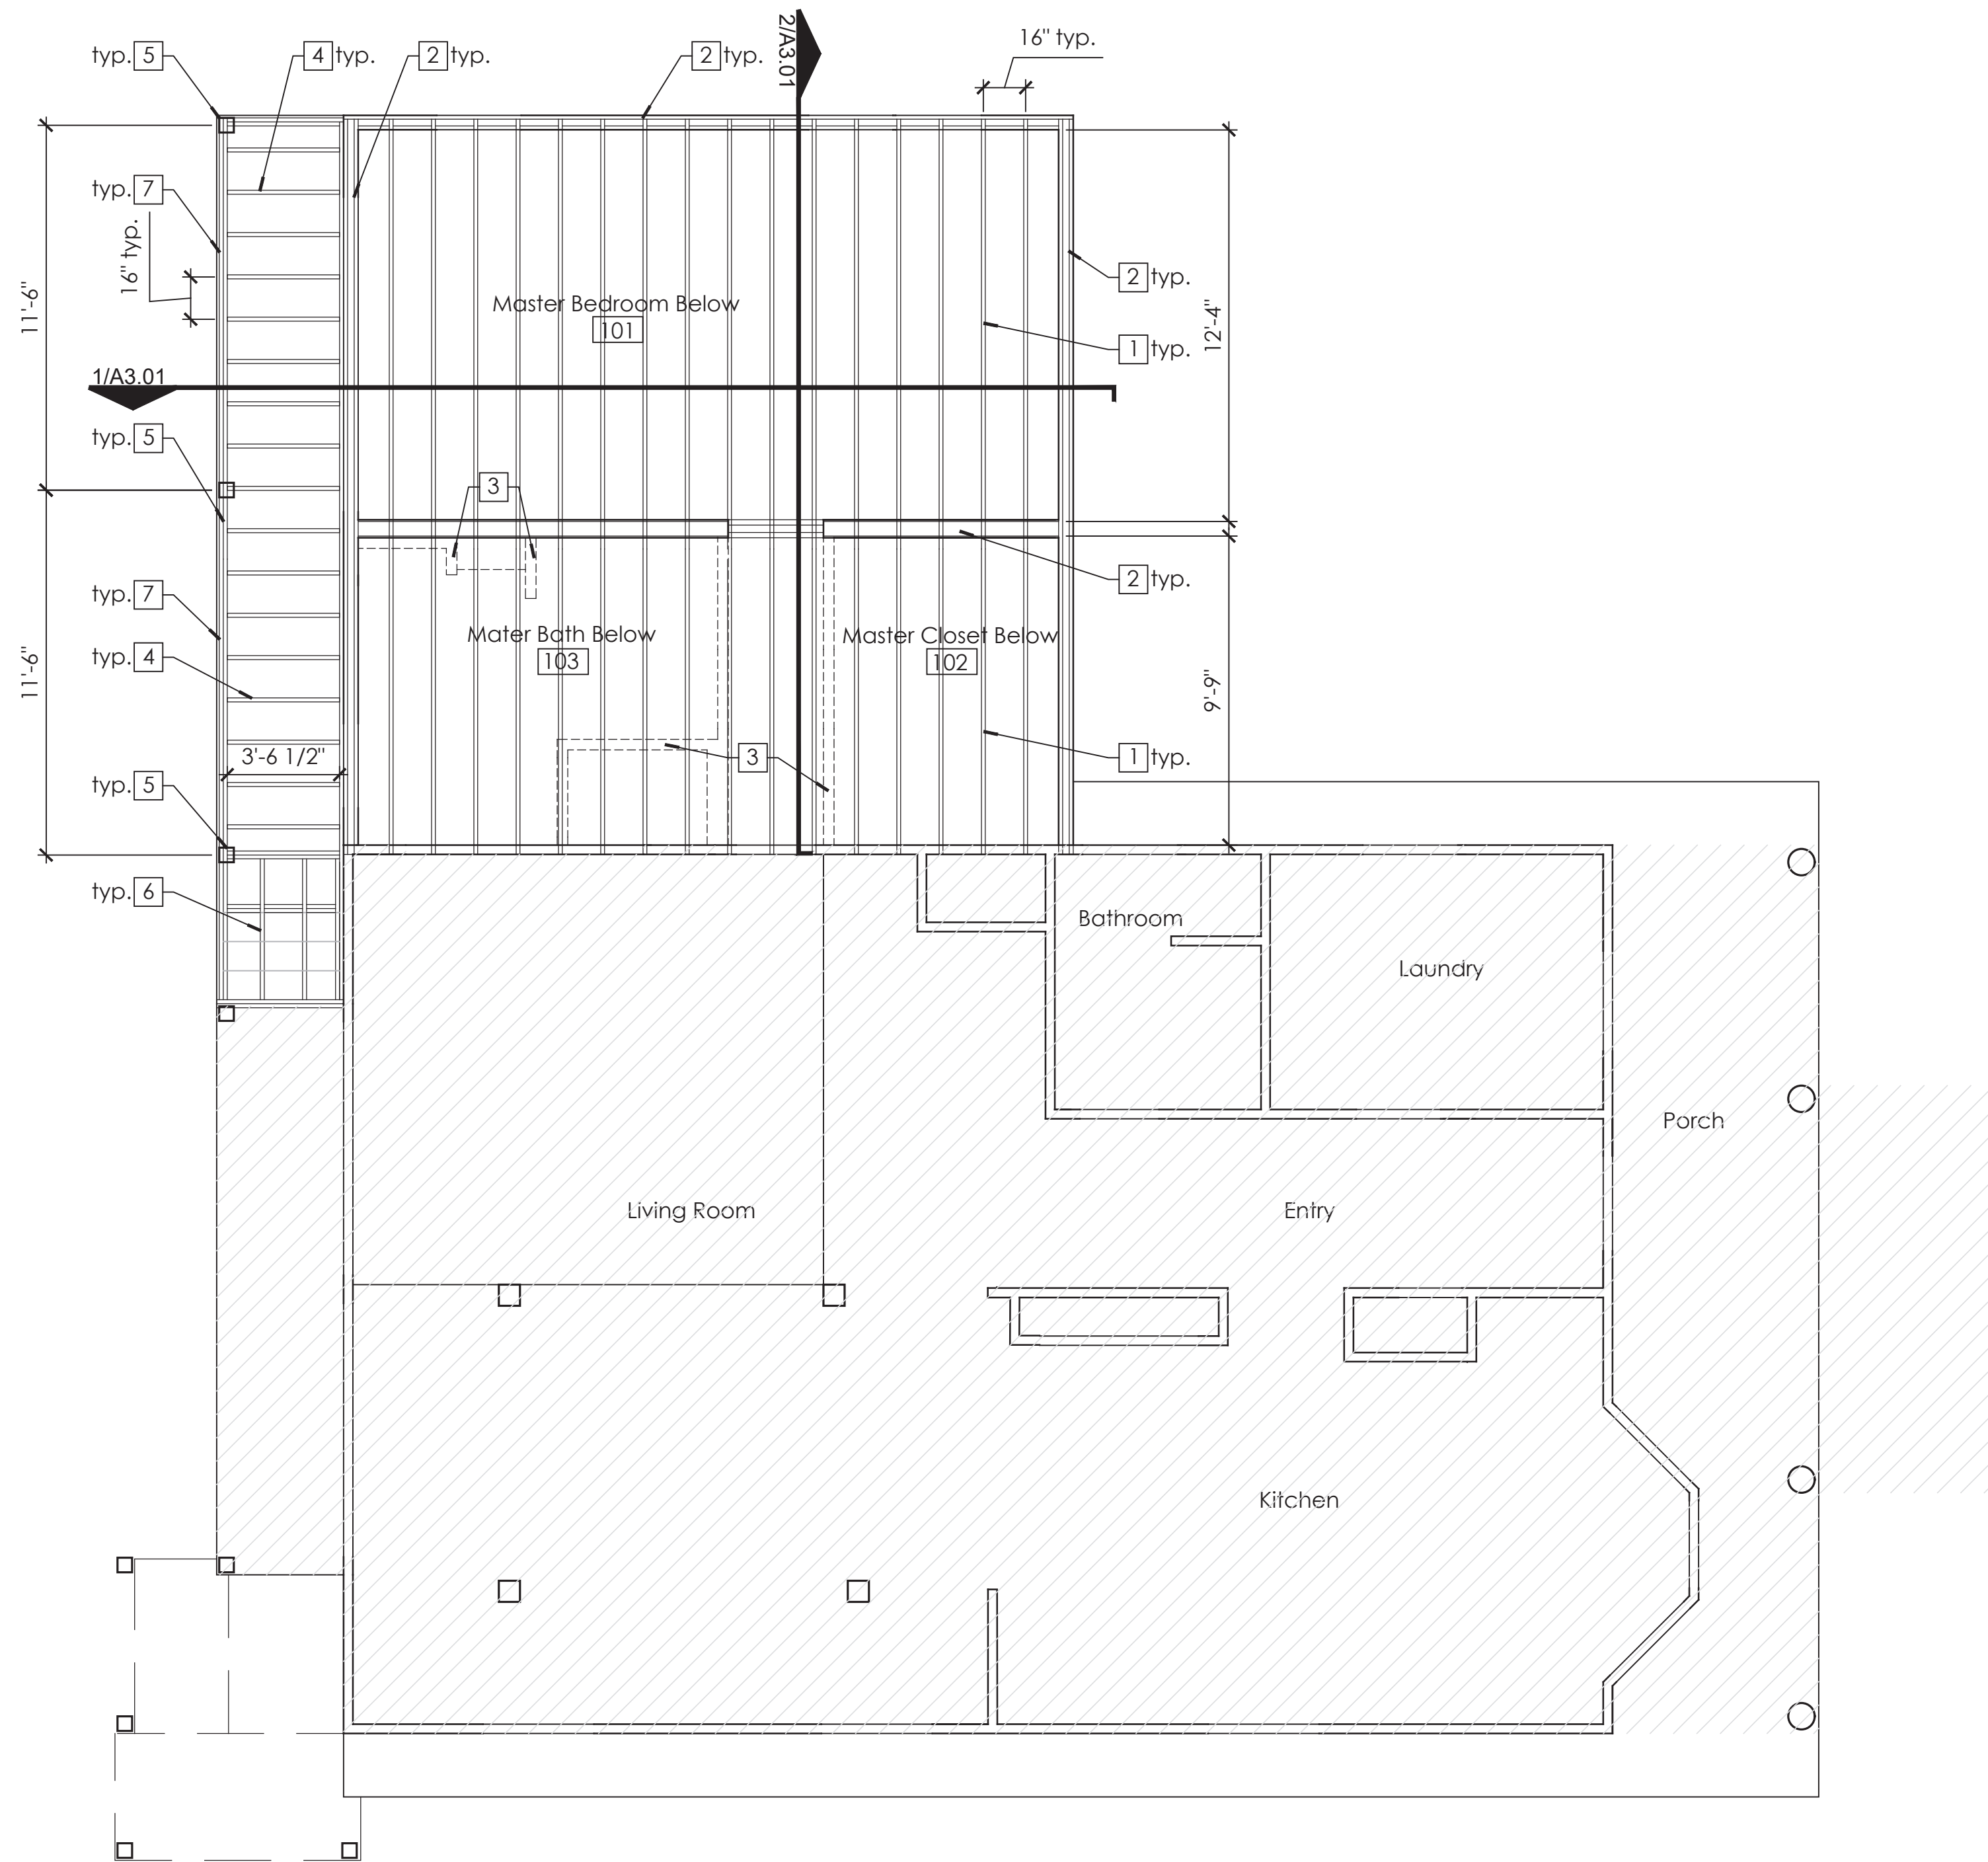 typ. 5
4 typ.
2 typ.
2 typ.
2/A3.01
16" typ.
typ. 7
16" typ.
11'-6"
2 typ.
Master Bedroom Below
101
12'-4"
1 typ.
1/A3.01
typ. 5
3
2 typ.
typ. 7
Mater Bath Below
103
Master Closet Below
102
typ. 4
11'-6"
9'-9"
3'-6 1/2"
3
1 typ.
typ. 5
typ. 6
Bathroom
Laundry
Porch
Living Room
Entry
Kitchen